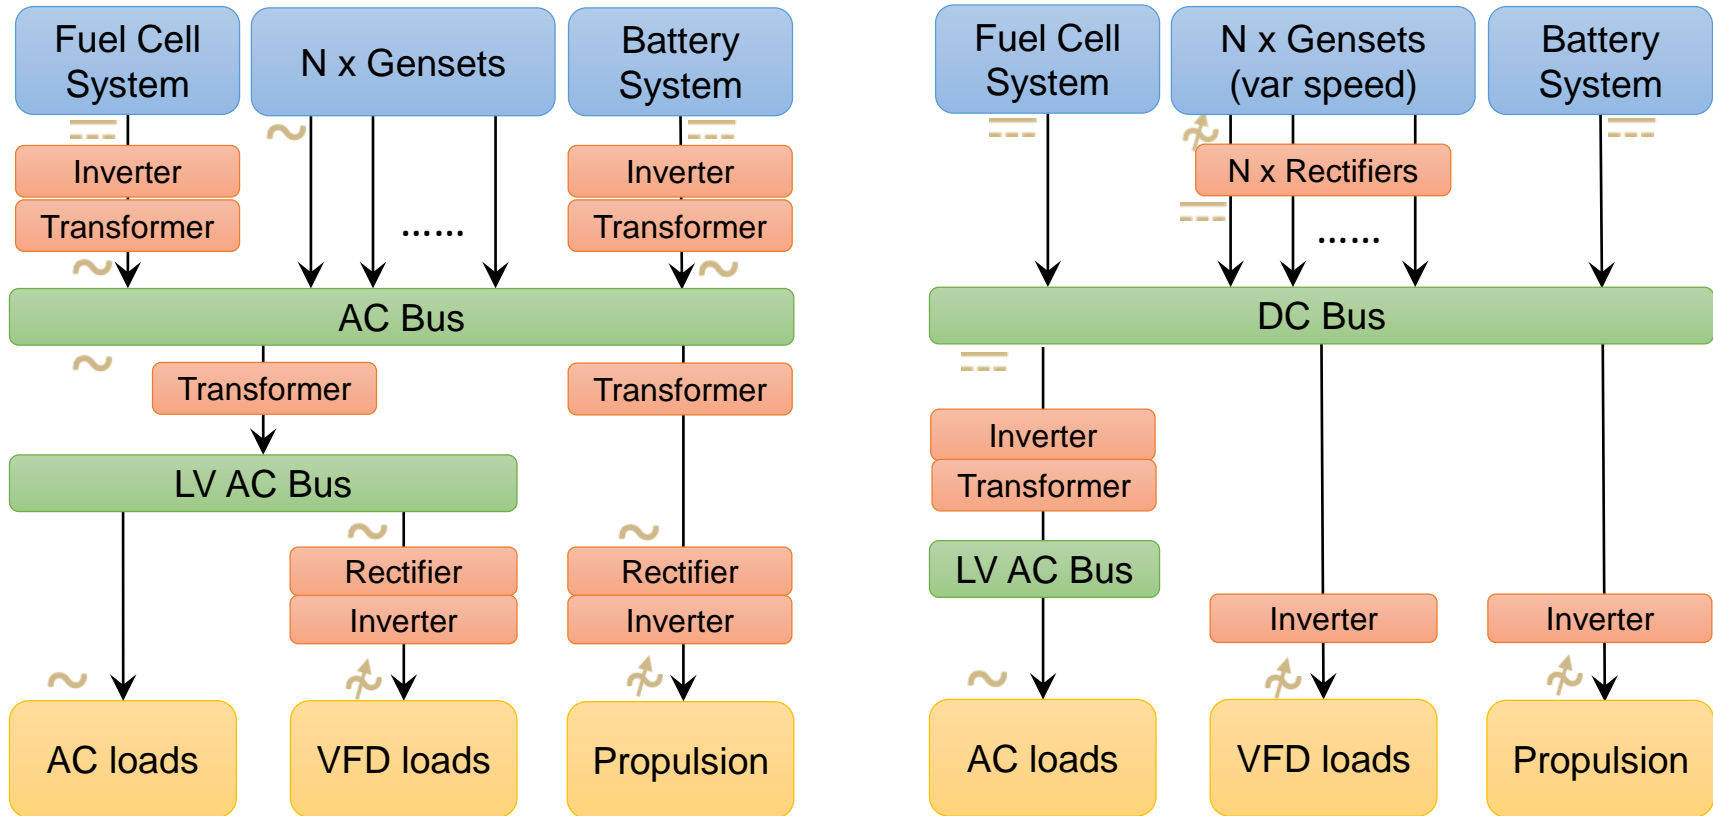 Fuel Cell
System
N x Gensets
Battery
System
Inverter
Transformer
Inverter
Transformer
......
AC Bus
Transformer
Transformer
LV AC Bus
Rectifier
Inverter
Rectifier
Inverter
AC loads
VFD loads
Propulsion
Fuel Cell
System
N x Gensets
(var speed)
Battery
System
N x Rectifiers
......
DC Bus
Inverter
Transformer
LV AC Bus
Inverter
Inverter
AC loads
VFD loads
Propulsion